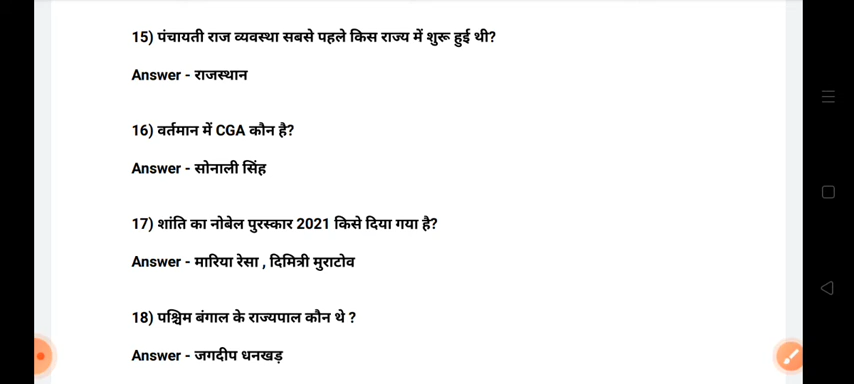 15) पंचायती राज व्यवस्था सबसे पहले किस राज्य में शुरू हुई थी?
Answer - राजस्थान
16) वर्तमान में CGA कौन है?
Answer - सोनाली सिंह
17) शांति का नोबेल पुरस्कार 2021 किसे दिया गया है?
Answer - मारिया रेसा , दिमित्री मुराटोव
18) पश्चिम बंगाल के राज्यपाल कौन थे ?
Answer - जगदीप धनखड़